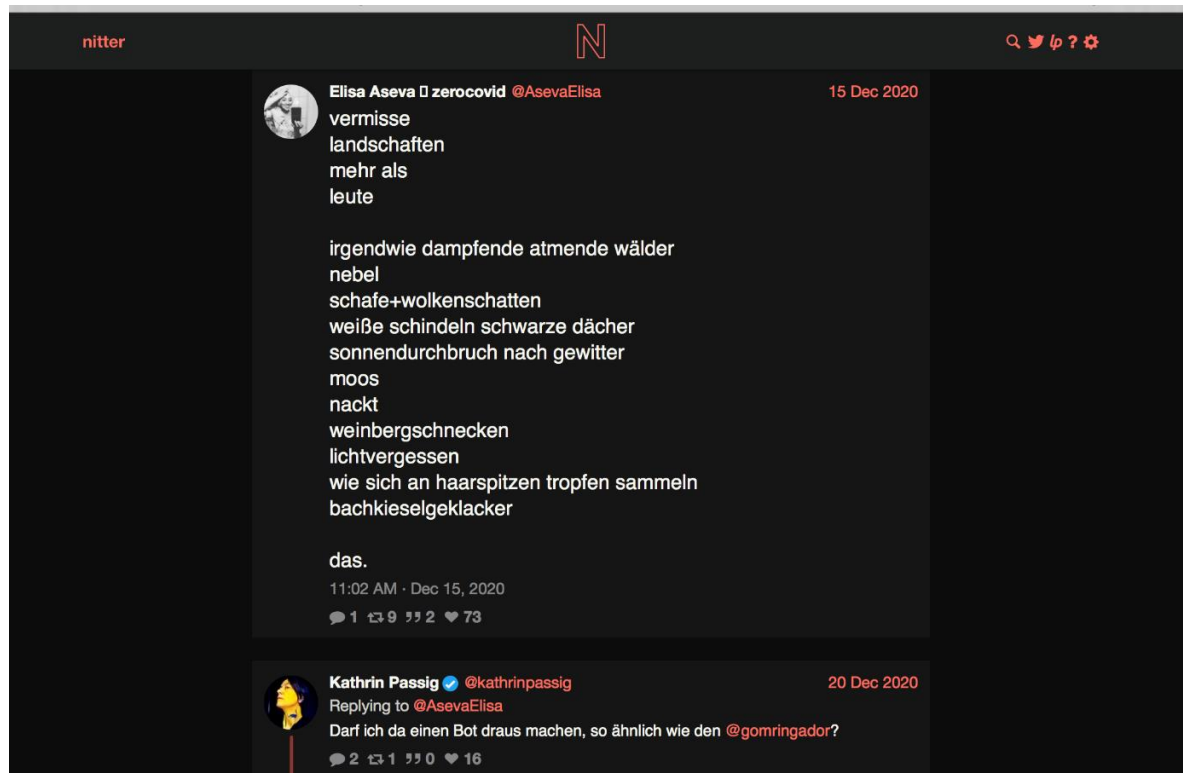 nitter
N
?
Elisa Aseva zerocovid @AsevaElisa 15 Dec 2020
vermisse
landschaften
mehr als
leute
irgendwie dampfende atmende wälder
nebel
schafe+wolkenschatten
weiße schindeln schwarze dächer
sonnendurchbruch nach gewitter
moos
nackt
weinbergschnecken
lichtvergessen
wie sich an haarspitzen tropfen sammeln
bachkieselgeklacker
das.
11:02 AM · Dec 15, 2020
1 9 2 73
Kathrin Passig @kathrinpassig 20 Dec 2020
Replying to @AsevaElisa
Darf ich da einen Bot draus machen, so ähnlich wie den @gomringador?
2 1 0 16